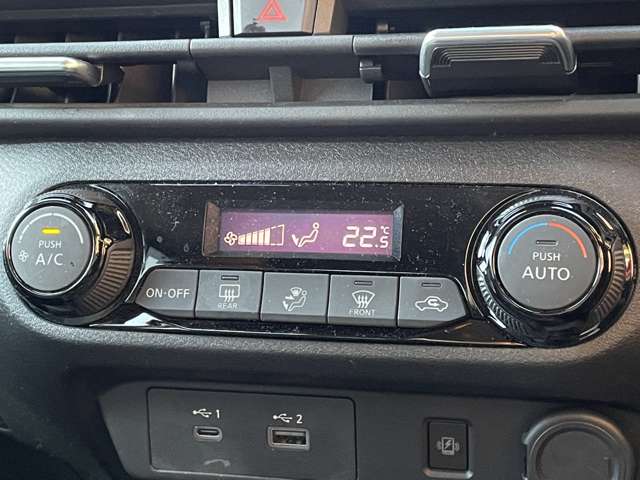 PUSH
A/C
22.5 °C
PUSH
AUTO
ON·OFF
REAR
FRONT
1
2